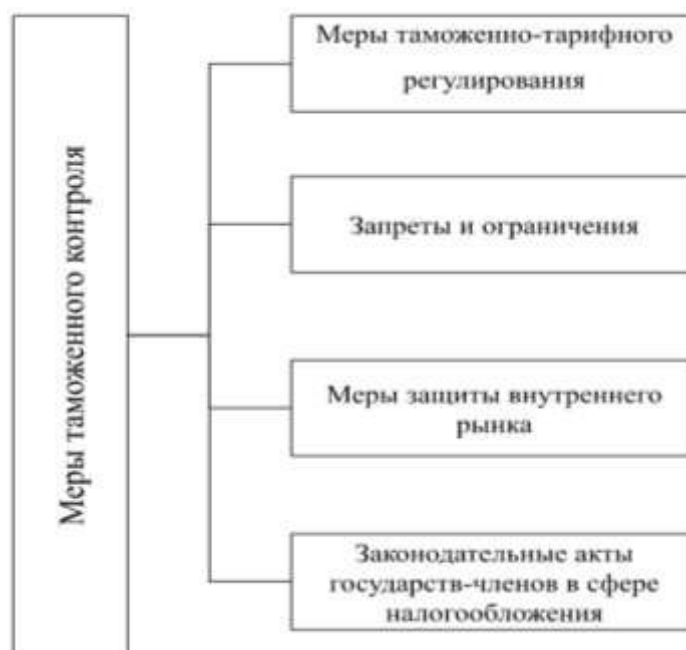 Меры таможенного контроля
Меры таможенно-тарифного
регулирования
Запреты и ограничения
Меры защиты внутреннего
рынка
Законодательные акты
государств-членов в сфере
налогообложения